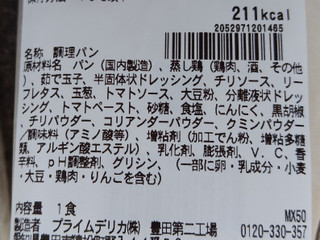 211kcal
2052971201465
名称 調理パン
原材料名 パン(国内製造)、蒸し鶏(鶏肉、酒、その他
)、茹で玉子、半固体状ドレッシング、チリソース、リー
フレタス、玉葱、トマトソース、大豆粉、分離液状ドレッ
シング、トマトペースト、砂糖、食塩、にんにく、黒胡椒
、チリパウダー、コリアンダーパウダー、クミンパウダー
/調味料(アミノ酸等)、増粘剤(加工でん粉、増粘多糖
類、アルギン酸エステル)、乳化剤、膨張剤、V.C、香
辛料、pH調整剤、グリシン、(一部に卵・乳成分・小麦
・大豆・鶏肉・りんごを含む)
内容量 1食
MX50
製造者 プライムデリカ(株) 豊田第二工場
0120-330-357